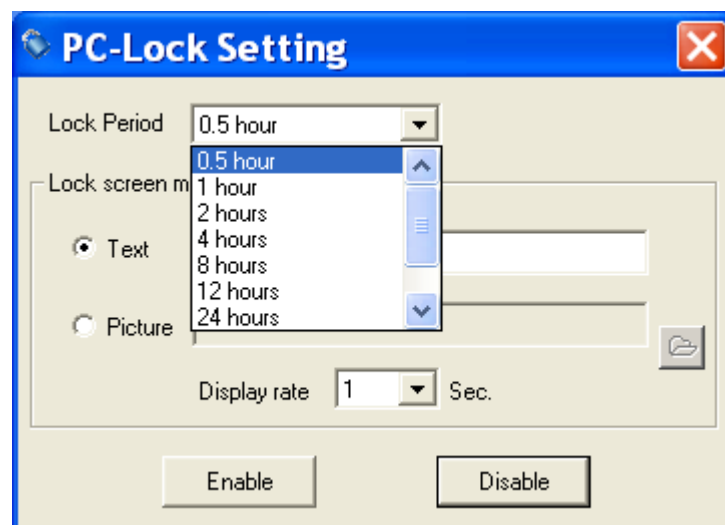 PC-Lock Setting
Lock Period 0.5 hour
0.5 hour
1 hour
2 hours
4 hours
8 hours
12 hours
24 hours
Lock screen m
Text
Picture
Display rate 1 Sec.
Enable Disable